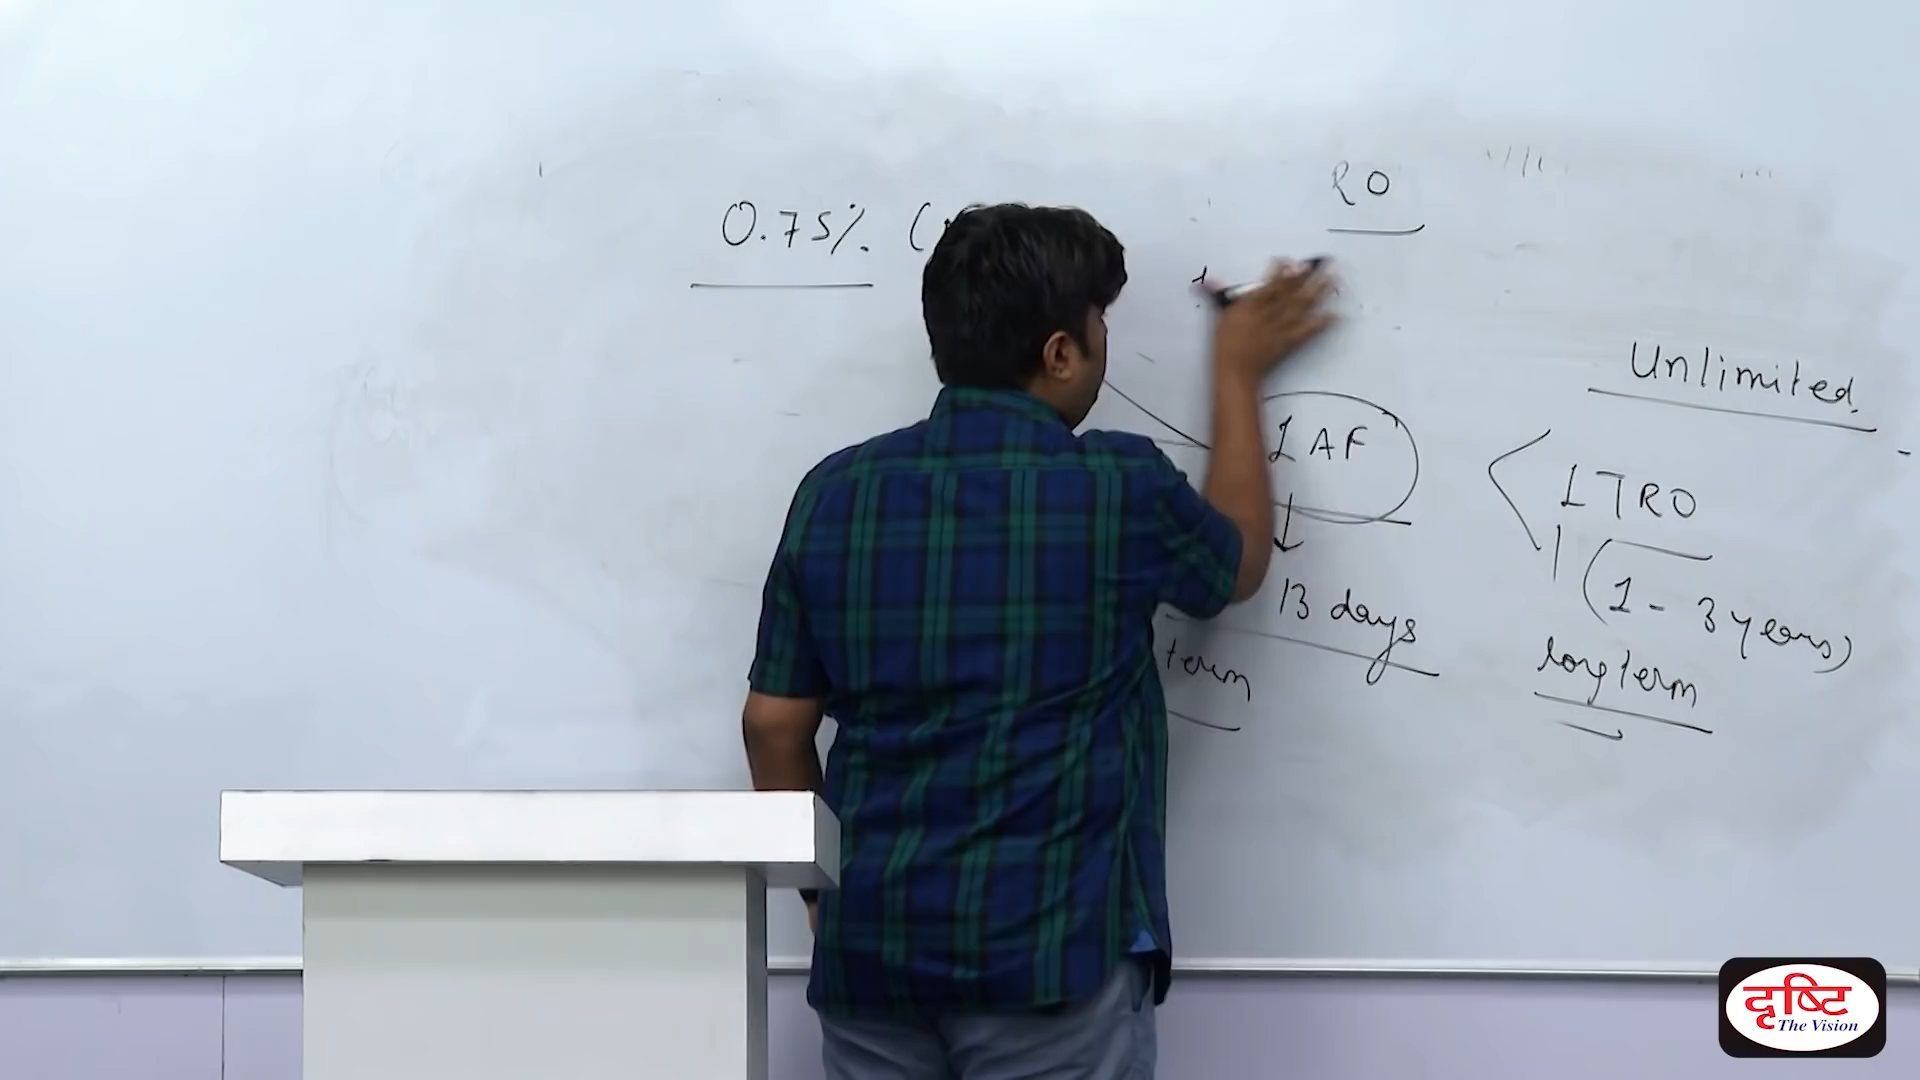 RO
0.75% (
Unlimited
LAF
LTRO
13 days
(1 - 3 years)
term
long term
दृष्टि
The Vision